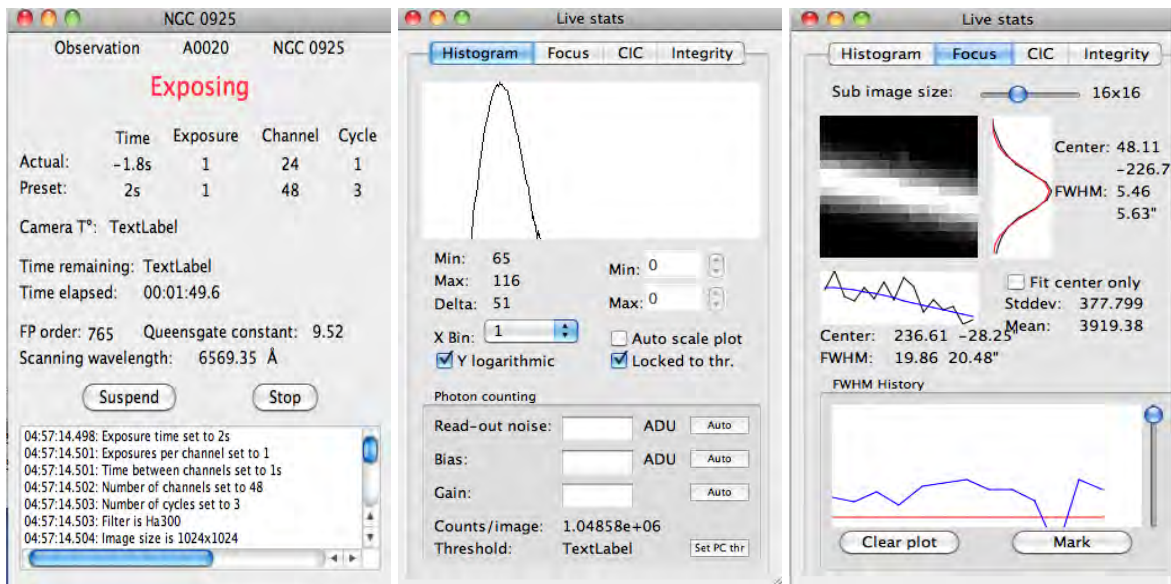 NGC 0925
Observation A0020 NGC 0925
Exposing
Time Exposure Channel Cycle
Actual: -1.8s 1 24 1
Preset: 2s 1 48 3
Camera T°: TextLabel
Time remaining: TextLabel
Time elapsed: 00:01:49.6
FP order: 765 Queensgate constant: 9.52
Scanning wavelength: 6569.35 Å
Suspend Stop
04:57:14.498: Exposure time set to 2s
04:57:14.501: Exposures per channel set to 1
04:57:14.501: Time between channels set to 1s
04:57:14.502: Number of channels set to 48
04:57:14.503: Number of cycles set to 3
04:57:14.503: Filter is Ha300
04:57:14.504: Image size is 1024x1024
Live stats
Histogram Focus CIC Integrity
Min: 65
Max: 116
Delta: 51
Min: 0
Max: 0
X Bin: 1
Auto scale plot
Y logarithmic
Locked to thr.
Photon counting
Read-out noise: ADU Auto
Bias: ADU Auto
Gain: Auto
Counts/image: 1.04858e+06
Threshold: TextLabel Set PC thr
Live stats
Histogram Focus CIC Integrity
Sub image size: 16x16
Center: 48.11
-226.7
FWHM: 5.46
5.63"
Fit center only
Stddev: 377.799
Mean: 3919.38
Center: 236.61 -28.25"
FWHM: 19.86 20.48"
FWHM History
Clear plot Mark